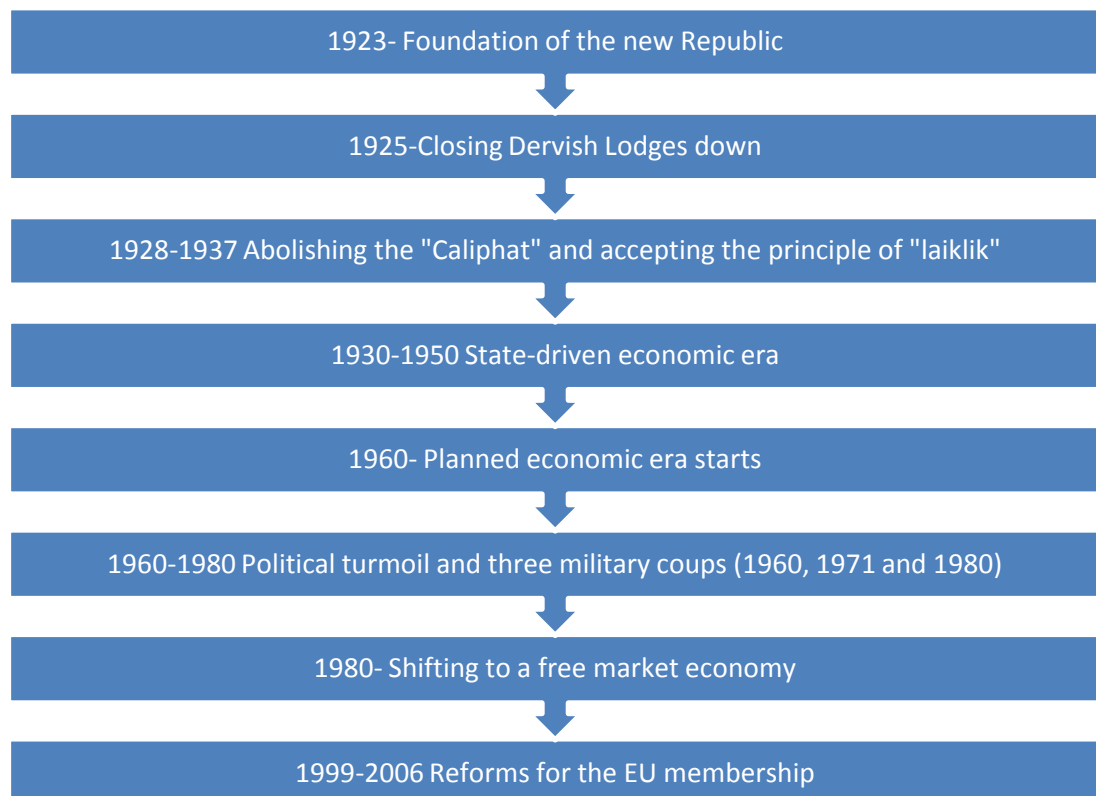 1923- Foundation of the new Republic
1925-Closing Dervish Lodges down
1928-1937 Abolishing the "Caliphat" and accepting the principle of "laiklik"
1930-1950 State-driven economic era
1960- Planned economic era starts
1960-1980 Political turmoil and three military coups (1960, 1971 and 1980)
1980- Shifting to a free market economy
1999-2006 Reforms for the EU membership